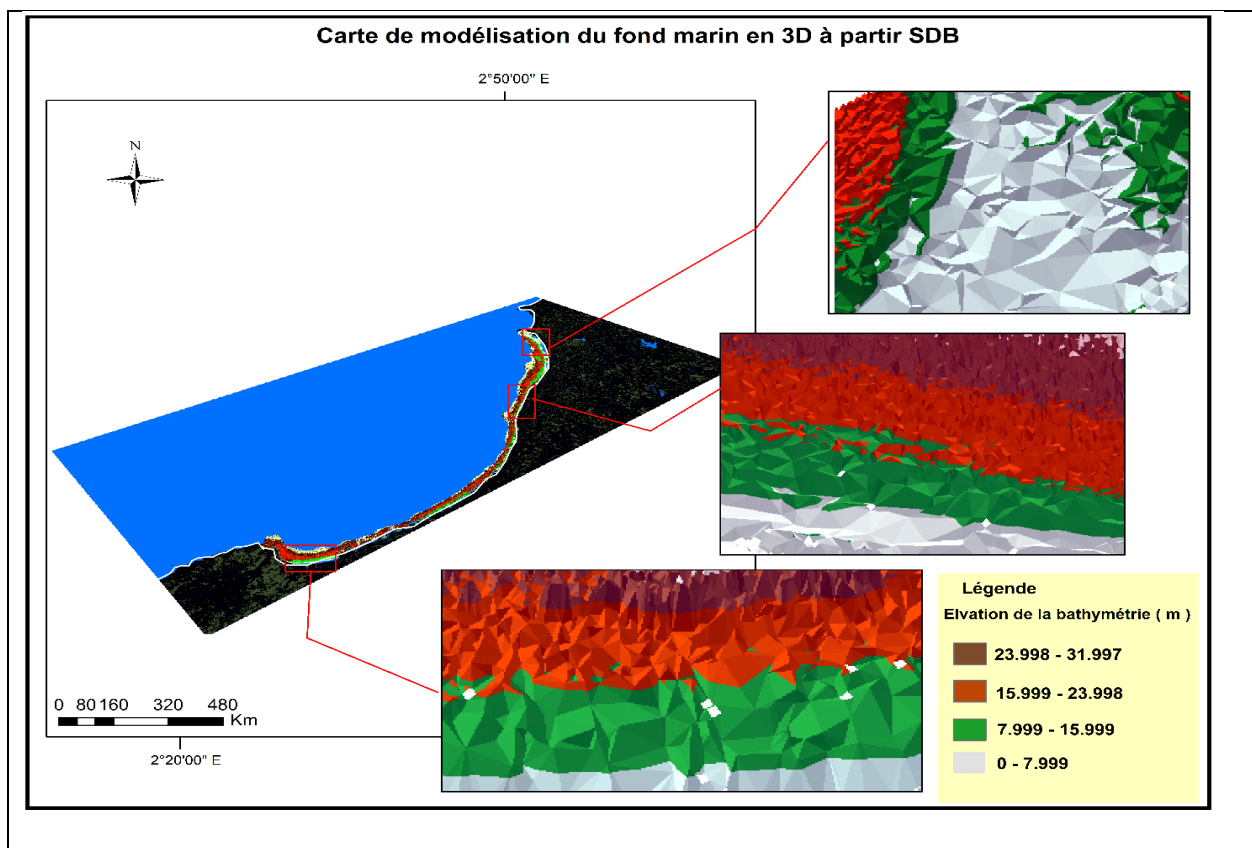 Carte de modélisation du fond marin en 3D à partir SDB
2°50'00" E
N
0 80 160 320 480
Km
2°20'00" E
Légende
Elvation de la bathymétrie ( m )
23.998 - 31.997
15.999 - 23.998
7.999 - 15.999
0 - 7.999